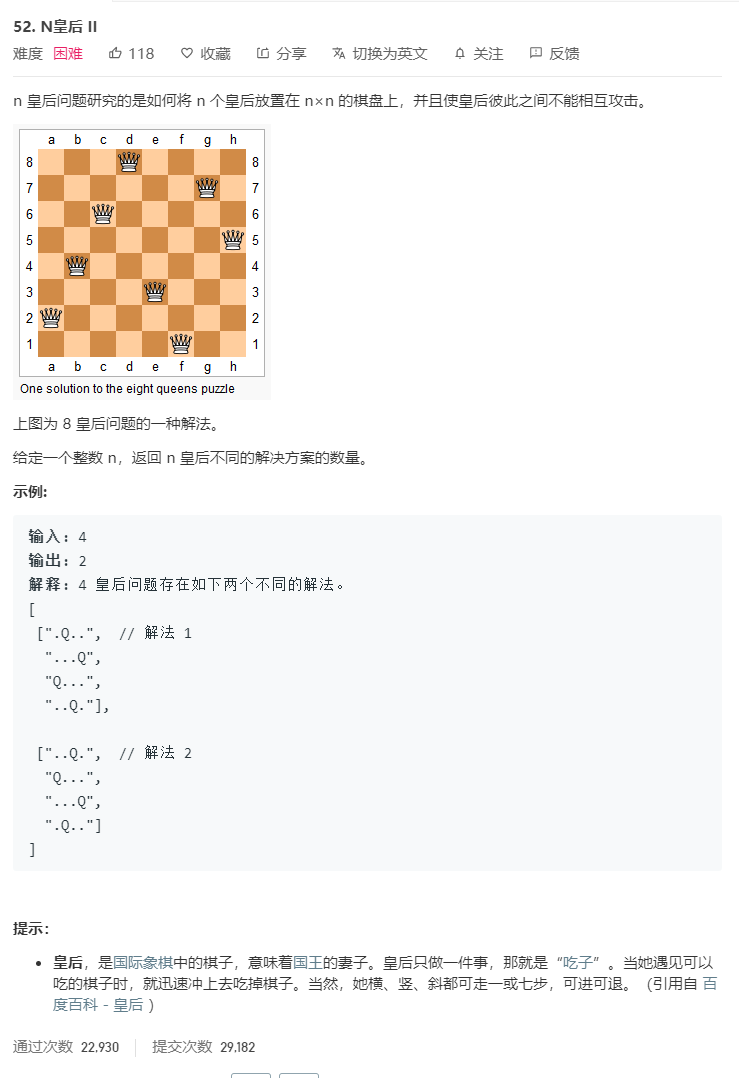 52. N皇后 II
难度 困难 118 收藏 分享 切换为英文 关注 反馈
n 皇后问题研究的是如何将 n 个皇后放置在 n×n 的棋盘上，并且使皇后彼此之间不能相互攻击。
a b c d e f g h
8 8
7 7
6 6
5 5
4 4
3 3
2 2
1 1
a b c d e f g h
One solution to the eight queens puzzle
上图为 8 皇后问题的一种解法。
给定一个整数 n，返回 n 皇后不同的解决方案的数量。
示例:
输入: 4
输出: 2
解释: 4 皇后问题存在如下两个不同的解法。
[
[".Q..", // 解法 1
"...Q",
"Q...",
"..Q."],
["..Q.", // 解法 2
"Q...",
"...Q",
".Q.."]
]
提示：
• 皇后，是国际象棋中的棋子，意味着国王的妻子。皇后只做一件事，那就是“吃子”。当她遇见可以
吃的棋子时，就迅速冲上去吃掉棋子。当然，她横、竖、斜都可走一或七步，可进可退。（引用自 百
度百科 - 皇后 ）
通过次数 22,930 提交次数 29,182